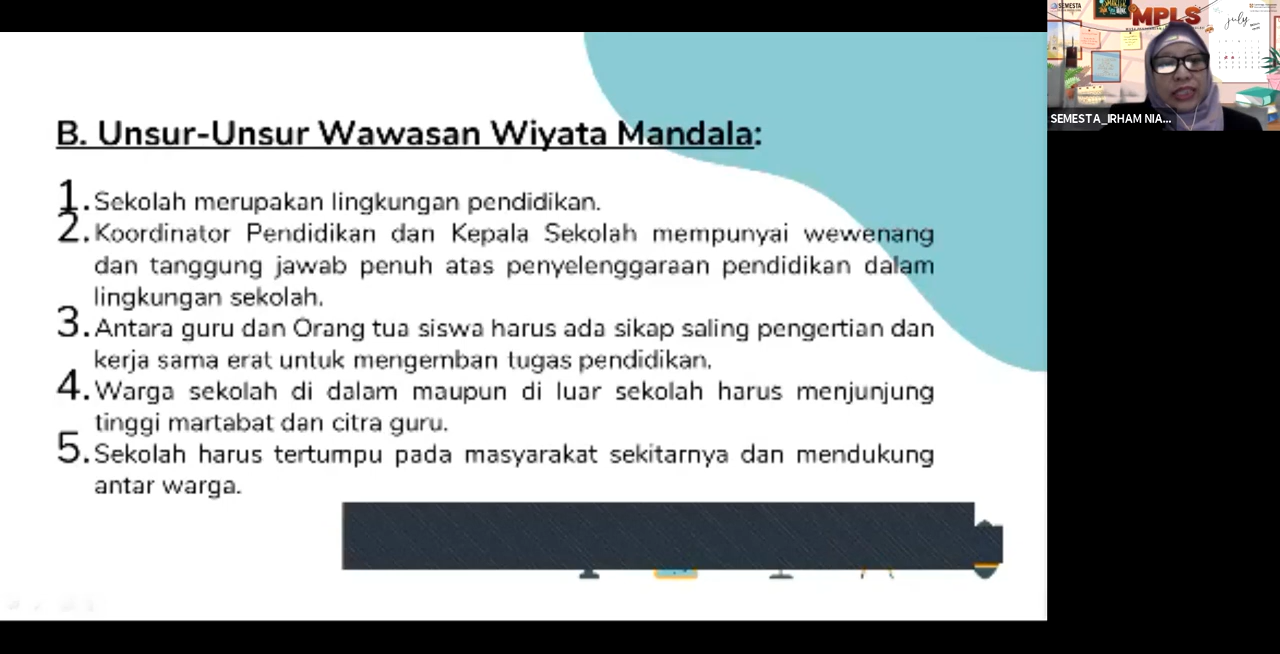 SEMESTA
MPLS
july
B. Unsur-Unsur Wawasan Wiyata Mandala:
1. Sekolah merupakan lingkungan pendidikan.
2. Koordinator Pendidikan dan Kepala Sekolah mempunyai wewenang
dan tanggung jawab penuh atas penyelenggaraan pendidikan dalam
lingkungan sekolah.
3. Antara guru dan Orang tua siswa harus ada sikap saling pengertian dan
kerja sama erat untuk mengemban tugas pendidikan.
4. Warga sekolah di dalam maupun di luar sekolah harus menjunjung
tinggi martabat dan citra guru.
5. Sekolah harus tertumpu pada masyarakat sekitarnya dan mendukung
antar warga.
SEMESTA_IRHAM NIA...